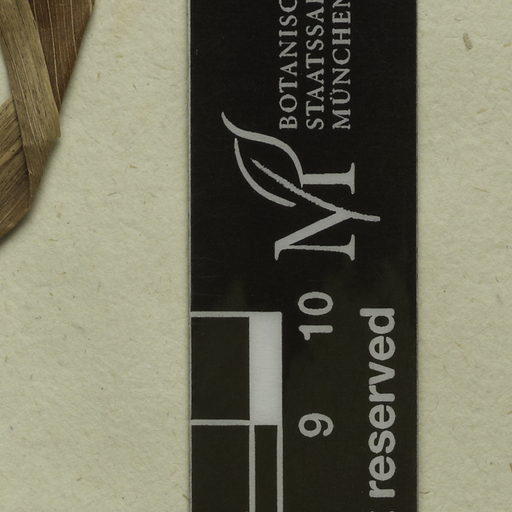 BOTANISC
STAATSSA
MÜNCHEN
M
9 10
reserved